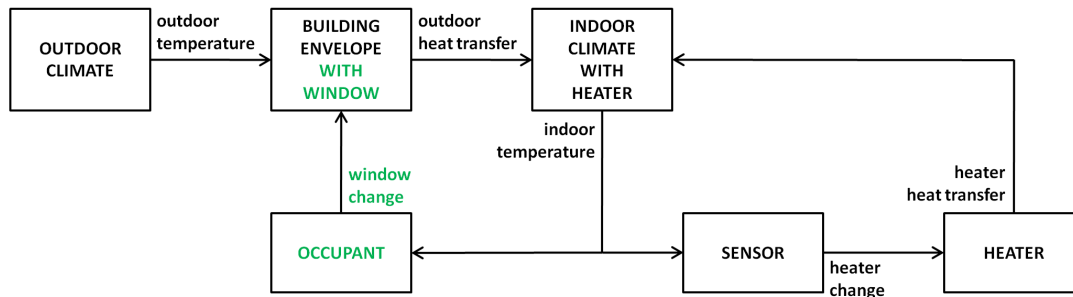 OUTDOOR
CLIMATE
outdoor
temperature
BUILDING
ENVELOPE
WITH
WINDOW
outdoor
heat transfer
INDOOR
CLIMATE
WITH
HEATER
indoor
temperature
window
change
heater
heat transfer
OCCUPANT
SENSOR
heater
change
HEATER